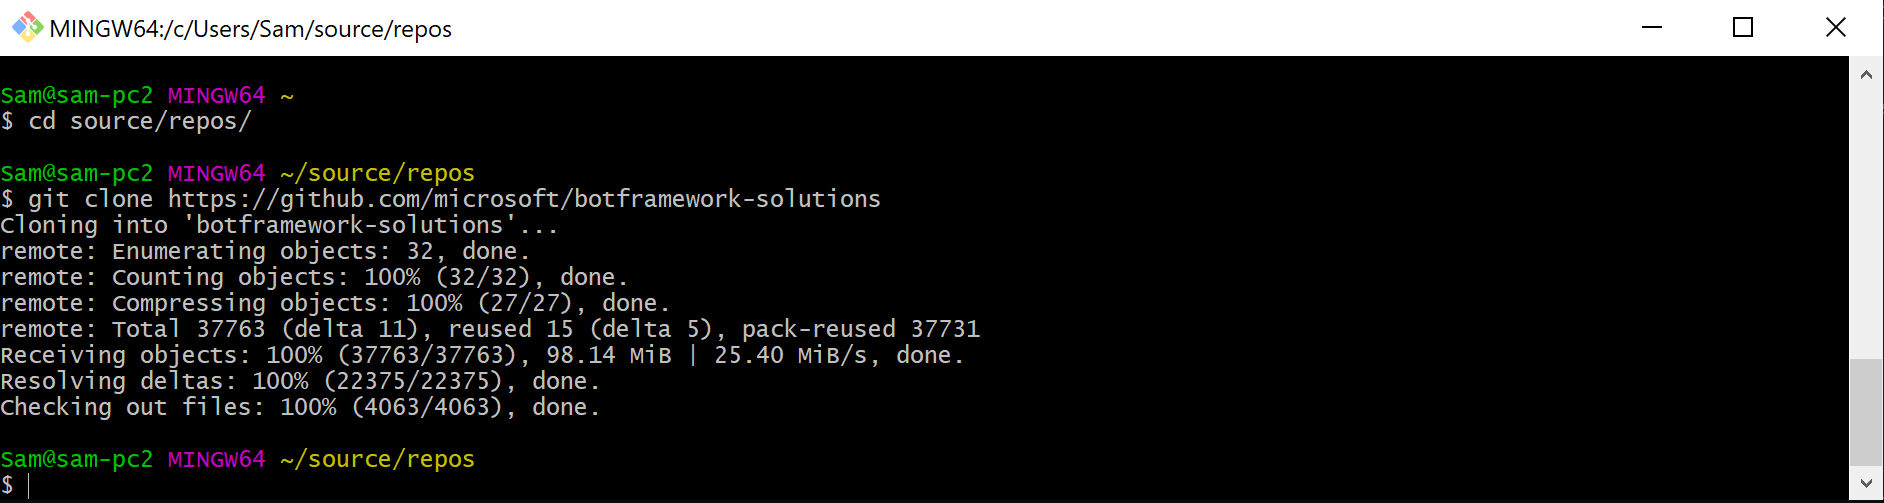 MINGW64:/c/Users/Sam/source/repos
Sam@sam-pc2 MINGW64 ~
$ cd source/repos/
Sam@sam-pc2 MINGW64 ~/source/repos
$ git clone https://github.com/microsoft/botframework-solutions
Cloning into 'botframework-solutions'...
remote: Enumerating objects: 32, done.
remote: Counting objects: 100% (32/32), done.
remote: Compressing objects: 100% (27/27), done.
remote: Total 37763 (delta 11), reused 15 (delta 5), pack-reused 37731
Receiving objects: 100% (37763/37763), 98.14 MiB | 25.40 MiB/s, done.
Resolving deltas: 100% (22375/22375), done.
Checking out files: 100% (4063/4063), done.
Sam@sam-pc2 MINGW64 ~/source/repos
$